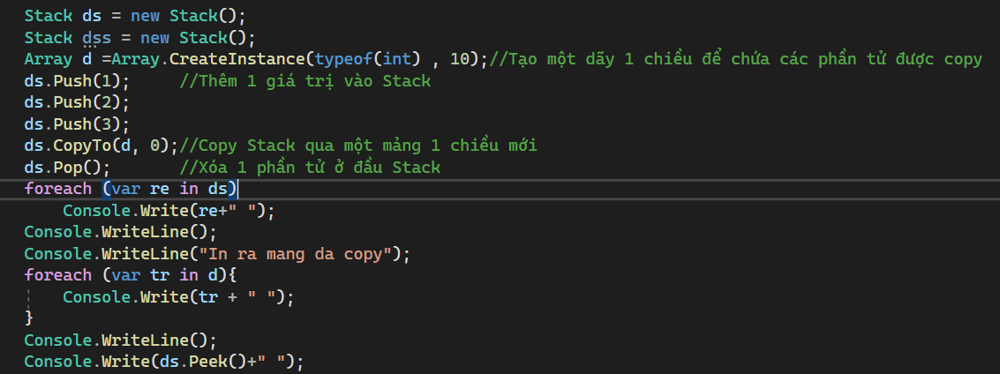 Stack ds = new Stack();
Stack dss = new Stack();
Array d =Array.CreateInstance(typeof(int) , 10);//Tạo một dãy 1 chiều để chứa các phần tử được copy
ds.Push(1);     //Thêm 1 giá trị vào Stack
ds.Push(2);
ds.Push(3);
ds.CopyTo(d, 0);//Copy Stack qua một mảng 1 chiều mới
ds.Pop();       //Xóa 1 phần tử ở đầu Stack
foreach (var re in ds)
    Console.Write(re+" ");
Console.WriteLine();
Console.WriteLine("In ra mang da copy");
foreach (var tr in d){
    Console.Write(tr + " ");
}
Console.WriteLine();
Console.Write(ds.Peek()+" ");